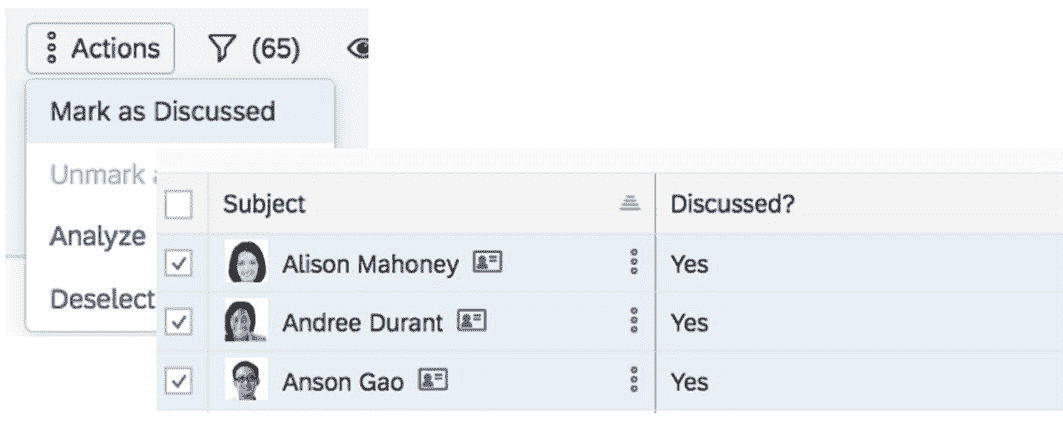 Actions (65)
Mark as Discussed
Unmark
Analyze
Deselect
Subject Discussed?
Alison Mahoney Yes
Andree Durant Yes
Anson Gao Yes